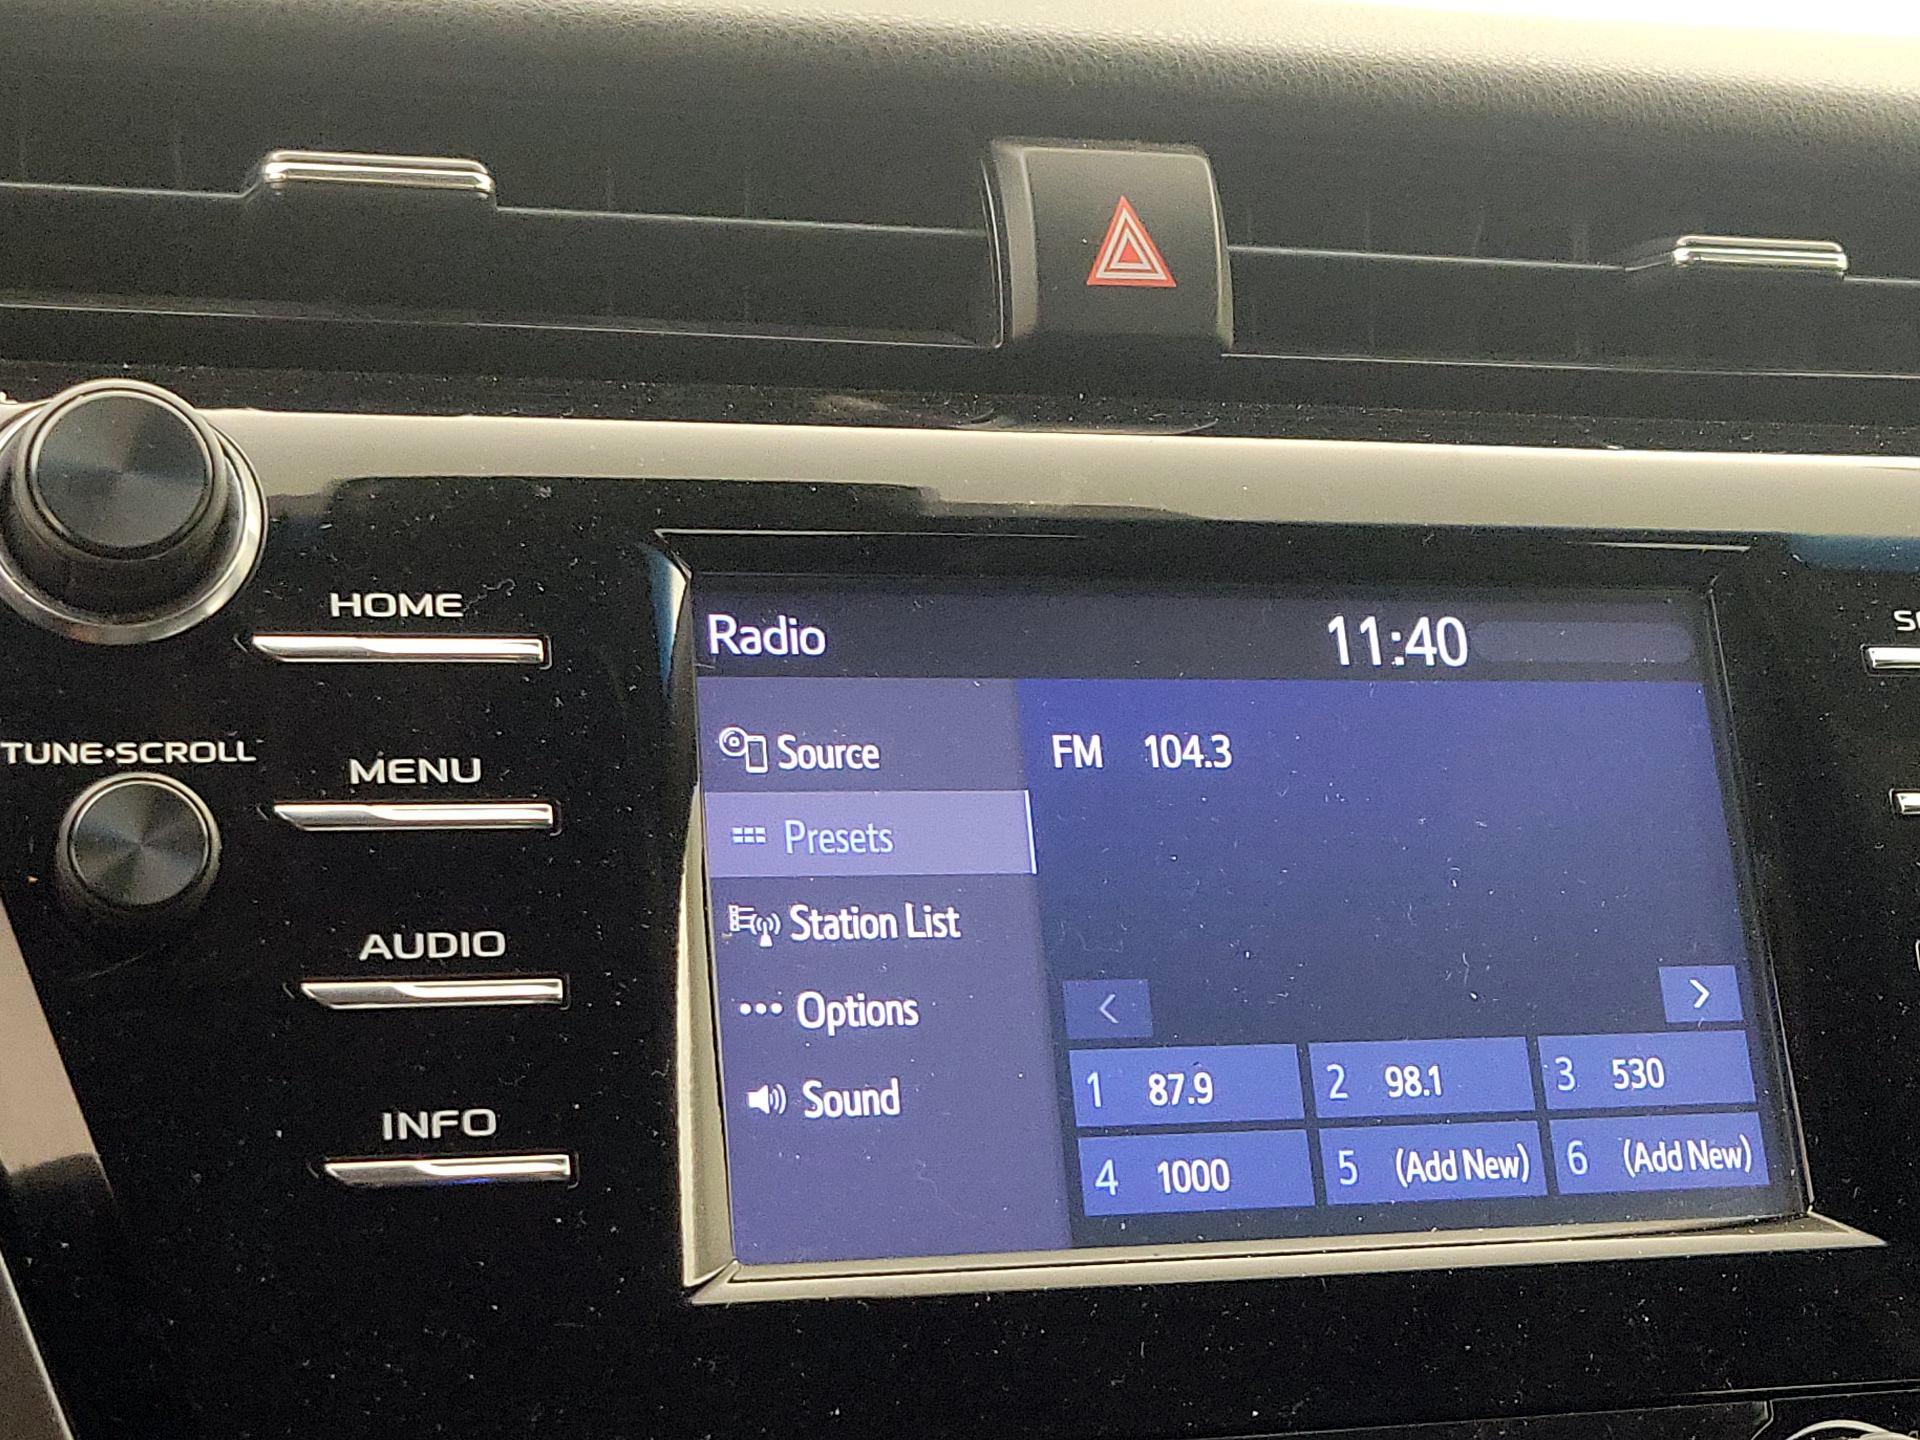 HOME
TUNE•SCROLL
MENU
AUDIO
INFO
Radio
11:40
Source
Presets
Station List
Options
Sound
FM 104.3
<
>
1 87.9
2 98.1
3 530
4 1000
5 (Add New)
6 (Add New)